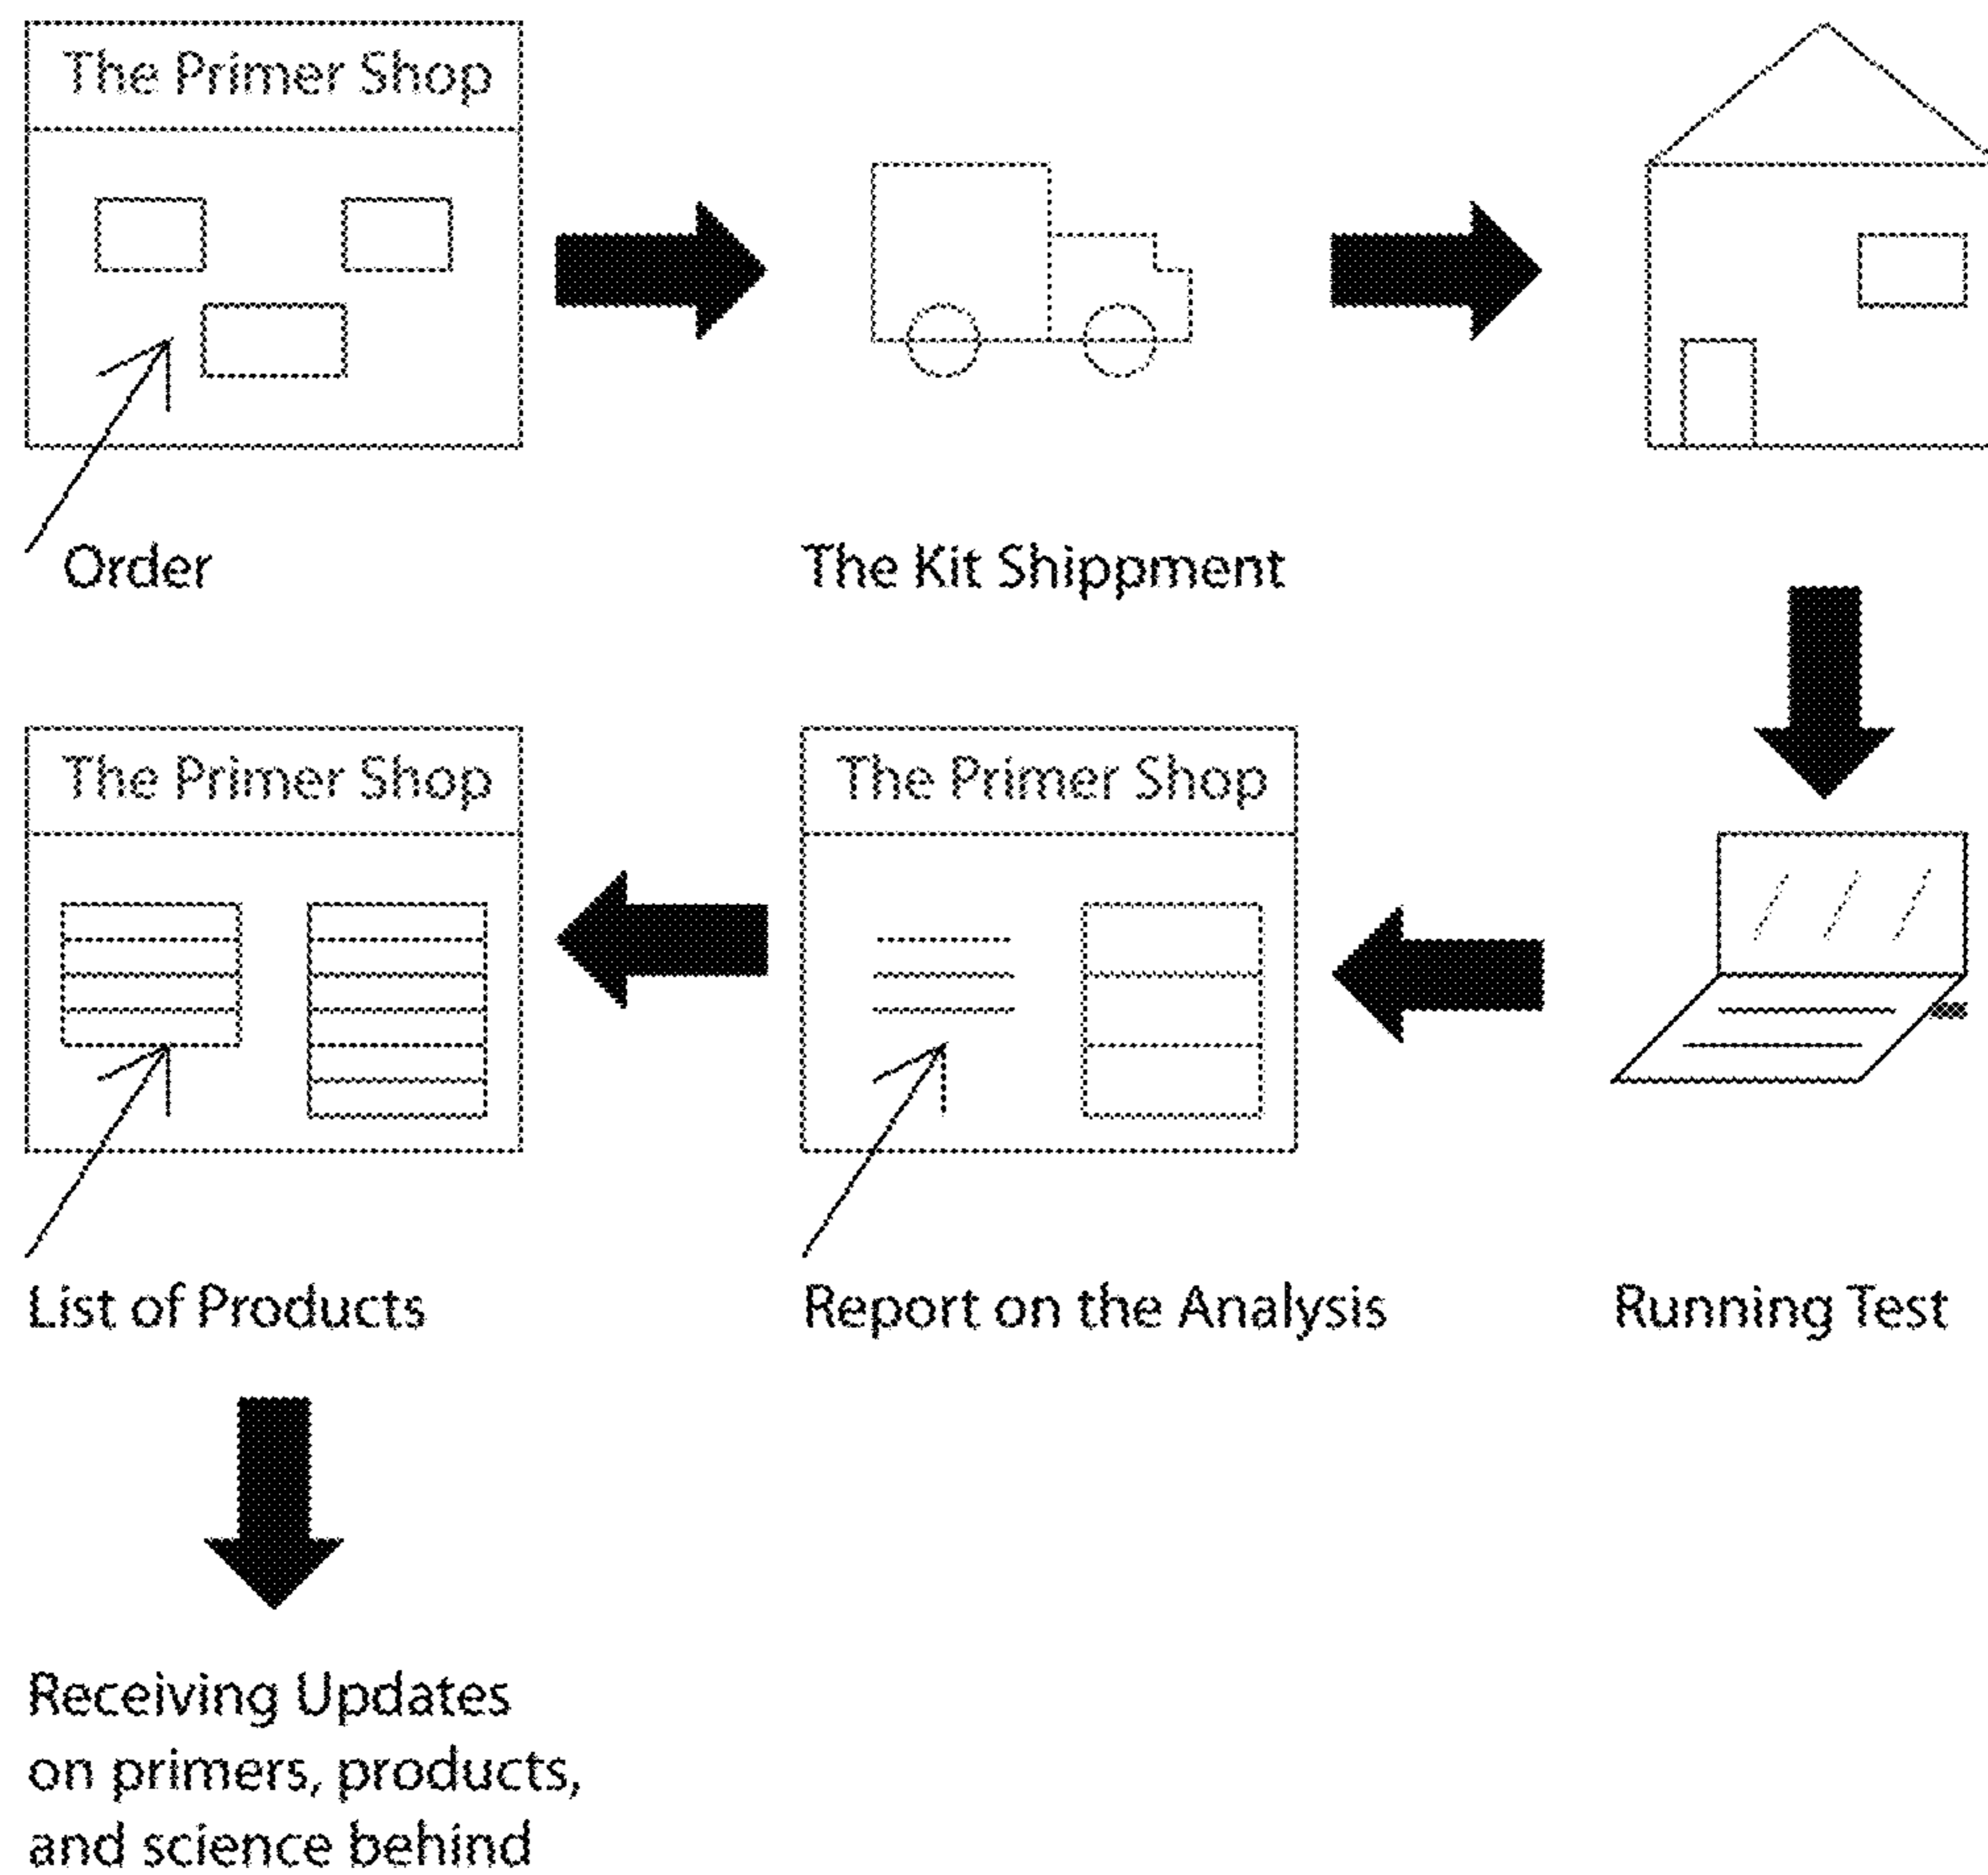 The Primer Shop
Order
The Kit Shippment
The Primer Shop
The Primer Shop
List of Products
Report on the Analysis
Running Test
Receiving Updates
on primers, products,
and science behind